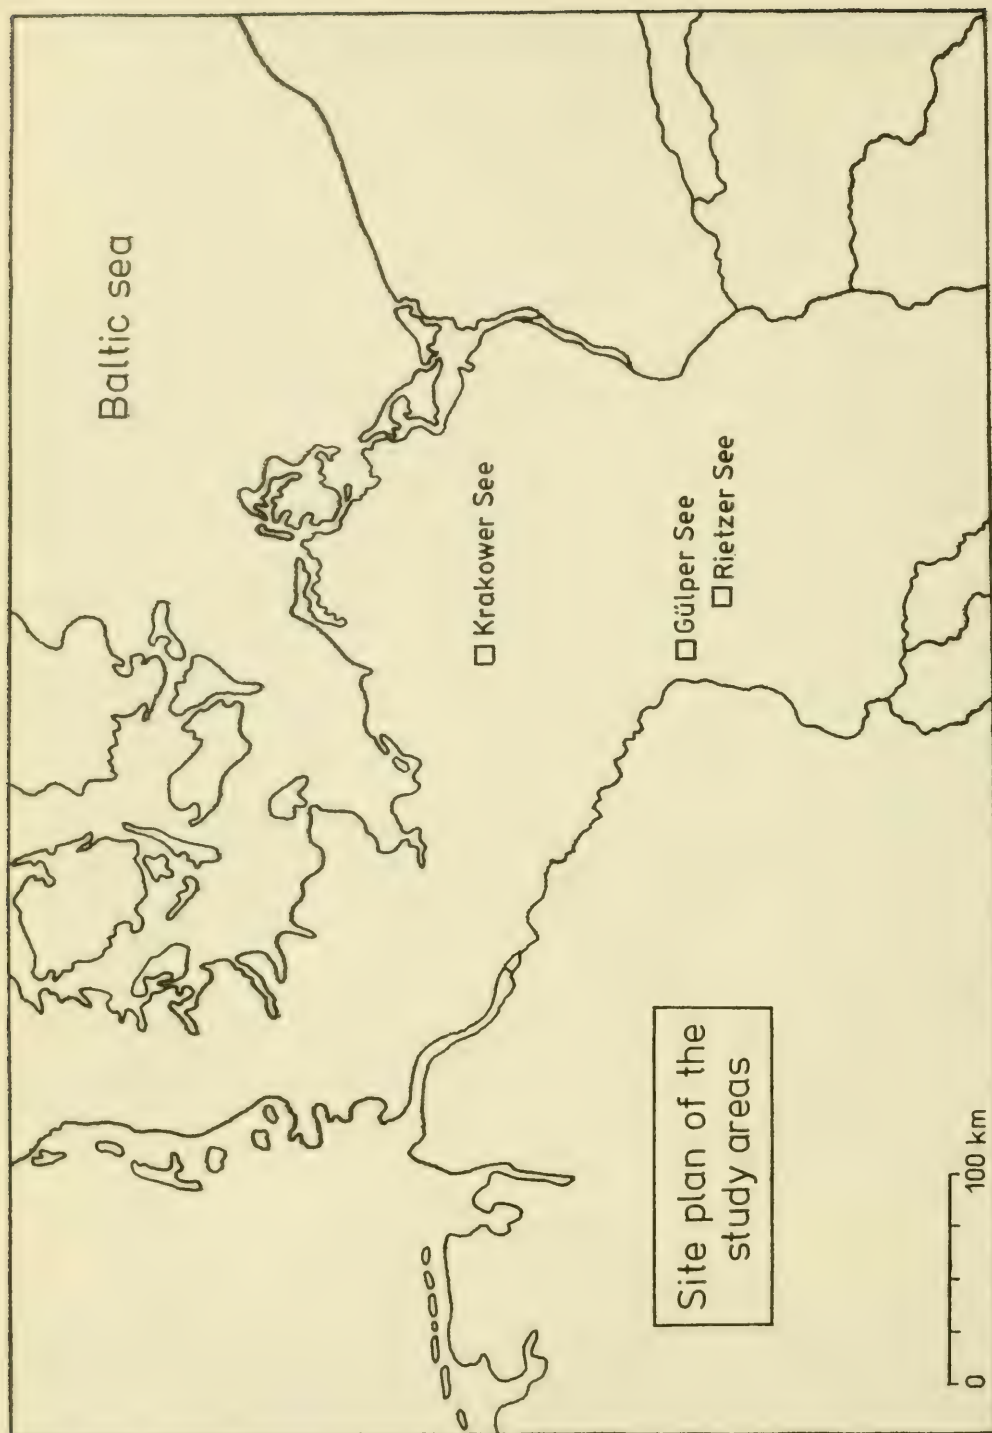 Baltic sea
Krakower See
Gülper See
Rietzer See
Site plan of the
study areas
0
100 km